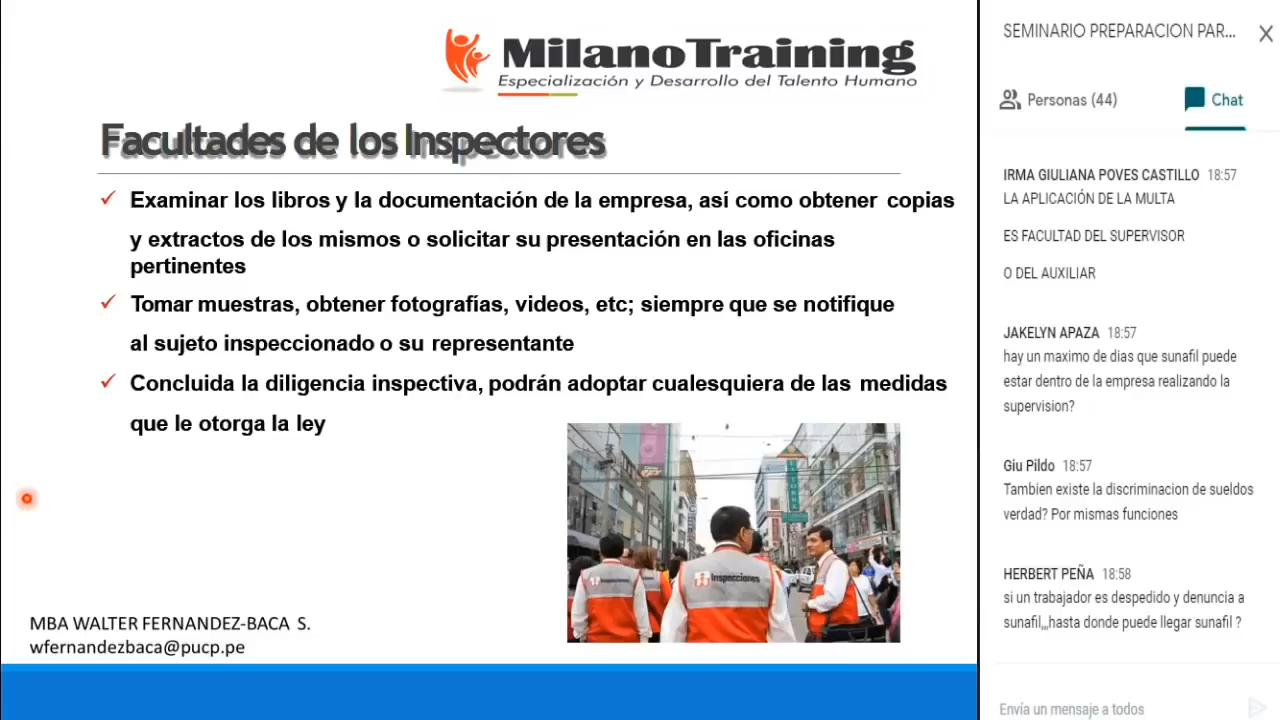 MilanoTraining
Especialización y Desarrollo del Talento Humano
Facultades de los Inspectores
✓ Examinar los libros y la documentación de la empresa, así como obtener copias
y extractos de los mismos o solicitar su presentación en las oficinas
pertinentes
✓ Tomar muestras, obtener fotografías, videos, etc; siempre que se notifique
al sujeto inspeccionado o su representante
✓ Concluida la diligencia inspectiva, podrán adoptar cualesquiera de las medidas
que le otorga la ley
Inspecciones
Inspecciones
MBA WALTER FERNANDEZ-BACA S.
wfernandezbaca@pucp.pe
SEMINARIO PREPARACION PAR...
Personas (44)
Chat
IRMA GIULIANA POVES CASTILLO 18:57
LA APLICACIÓN DE LA MULTA
ES FACULTAD DEL SUPERVISOR
O DEL AUXILIAR
JAKELYN APAZA 18:57
hay un maximo de dias que sunafil puede
estar dentro de la empresa realizando la
supervision?
Giu Pildo 18:57
Tambien existe la discriminacion de sueldos
verdad? Por mismas funciones
HERBERT PEÑA 18:58
si un trabajador es despedido y denuncia a
sunafil,,,hasta donde puede llegar sunafil ?
Envía un mensaje a todos